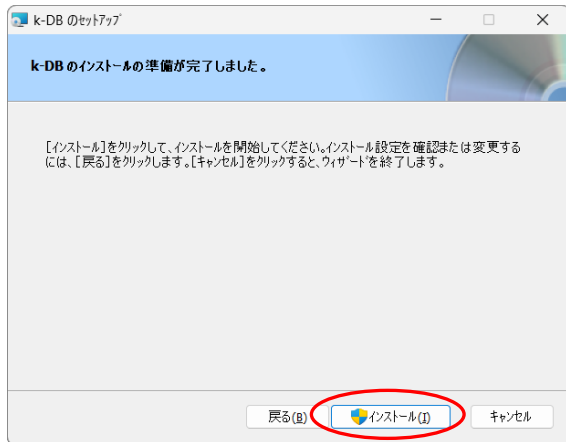 k-DB のｾｯﾄｱｯﾌﾟ
k-DB のｲﾝｽﾄｰﾙの準備が完了しました。
[ｲﾝｽﾄｰﾙ]をｸﾘｯｸして、ｲﾝｽﾄｰﾙを開始してください。ｲﾝｽﾄｰﾙ設定を確認または変更する
には、[戻る]をｸﾘｯｸします。[ｷｬﾝｾﾙ]をｸﾘｯｸすると、ｳｨｻﾞｰﾄﾞを終了します。
戻る(B) ｲﾝｽﾄｰﾙ(I) ｷｬﾝｾﾙ